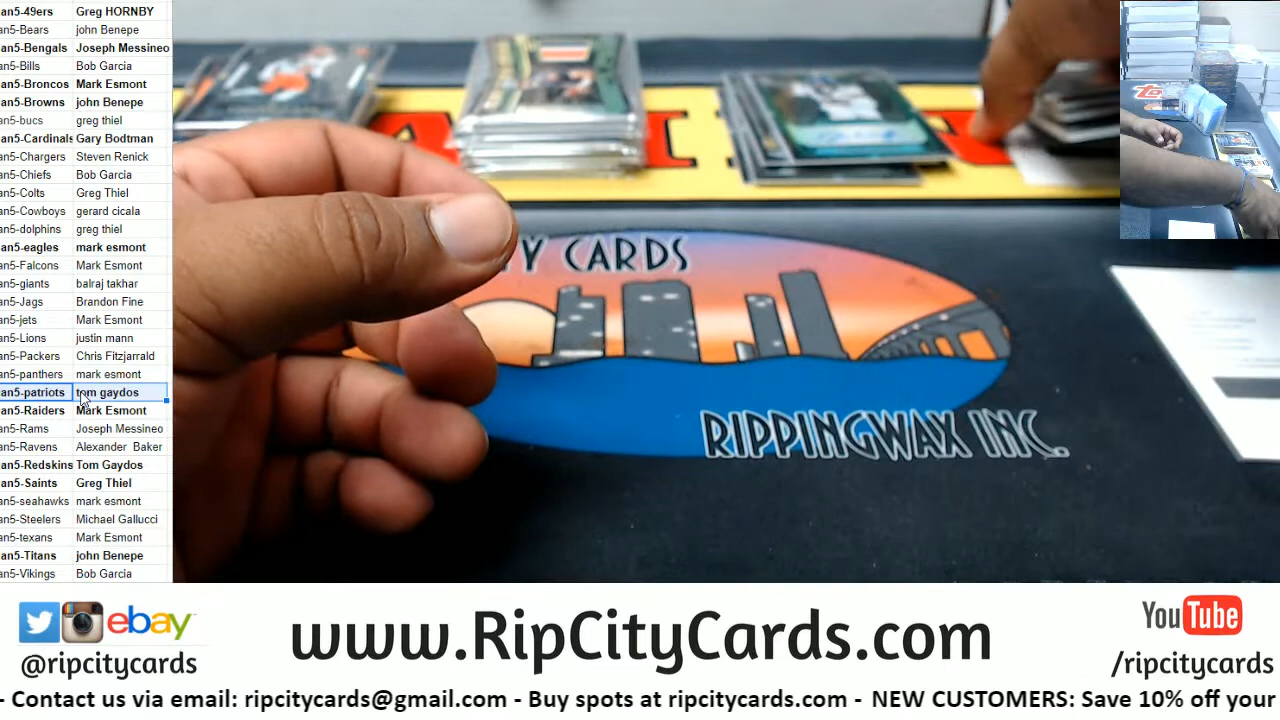 an5-49ers Greg HORNBY
an5-Bears john Benepe
an5-Bengals Joseph Messineo
an5-Bills Bob Garcia
an5-Broncos Mark Esmont
an5-Browns john Benepe
an5-bucs greg thiel
an5-Cardinals Gary Bodtman
an5-Chargers Steven Renick
an5-Chiefs Bob Garcia
an5-Colts Greg Thiel
an5-Cowboys gerard cicala
an5-dolphins greg thiel
an5-eagles mark esmont
an5-Falcons Mark Esmont
an5-giants balraj takhar
an5-Jags Brandon Fine
an5-jets Mark Esmont
an5-Lions justin mann
an5-Packers Chris Fitzjarrald
an5-panthers mark esmont
an5-patriots tom gaydos
an5-Raiders Mark Esmont
an5-Rams Joseph Messineo
an5-Ravens Alexander Baker
an5-Redskins Tom Gaydos
an5-Saints Greg Thiel
an5-seahawks mark esmont
an5-Steelers Michael Gallucci
an5-texans Mark Esmont
an5-Titans john Benepe
an5-Vikings Bob Garcia
Y CARDS
RIPPINGWAX INC.
ebay
@ripcitycards
www.RipCityCards.com
YouTube
/ripcitycards
- Contact us via email: ripcitycards@gmail.com - Buy spots at ripcitycards.com - NEW CUSTOMERS: Save 10% off your